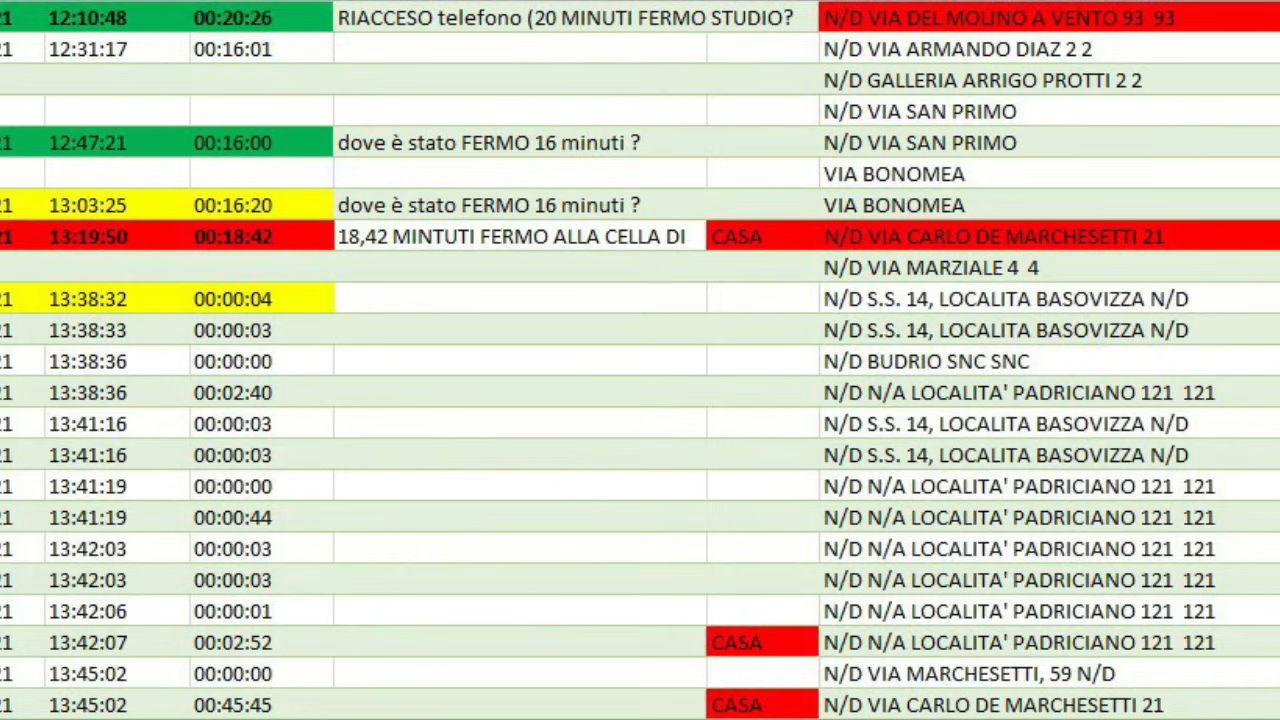 21 12:10:48 00:20:26 RIACCESO telefono (20 MINUTI FERMO STUDIO? N/D VIA DEL MOLINO A VENTO 93 93
21 12:31:17 00:16:01 N/D VIA ARMANDO DIAZ 2 2
N/D GALLERIA ARRIGO PROTTI 2 2
N/D VIA SAN PRIMO
21 12:47:21 00:16:00 dove è stato FERMO 16 minuti ? N/D VIA SAN PRIMO
VIA BONOMEA
21 13:03:25 00:16:20 dove è stato FERMO 16 minuti ? VIA BONOMEA
21 13:19:50 00:18:42 18,42 MINTUTI FERMO ALLA CELLA DI CASA N/D VIA CARLO DE MARCHESETTI 21
N/D VIA MARZIALE 4 4
21 13:38:32 00:00:04 N/D S.S. 14, LOCALITA BASOVIZZA N/D
21 13:38:33 00:00:03 N/D S.S. 14, LOCALITA BASOVIZZA N/D
21 13:38:36 00:00:00 N/D BUDRIO SNC SNC
21 13:38:36 00:02:40 N/D N/A LOCALITA' PADRICIANO 121 121
21 13:41:16 00:00:03 N/D S.S. 14, LOCALITA BASOVIZZA N/D
21 13:41:16 00:00:03 N/D S.S. 14, LOCALITA BASOVIZZA N/D
21 13:41:19 00:00:00 N/D N/A LOCALITA' PADRICIANO 121 121
21 13:41:19 00:00:44 N/D N/A LOCALITA' PADRICIANO 121 121
21 13:42:03 00:00:03 N/D N/A LOCALITA' PADRICIANO 121 121
21 13:42:03 00:00:03 N/D N/A LOCALITA' PADRICIANO 121 121
21 13:42:06 00:00:01 N/D N/A LOCALITA' PADRICIANO 121 121
21 13:42:07 00:02:52 CASA N/D N/A LOCALITA' PADRICIANO 121 121
21 13:45:02 00:00:00 N/D VIA MARCHESETTI, 59 N/D
21 13:45:02 00:45:45 CASA N/D VIA CARLO DE MARCHESETTI 21